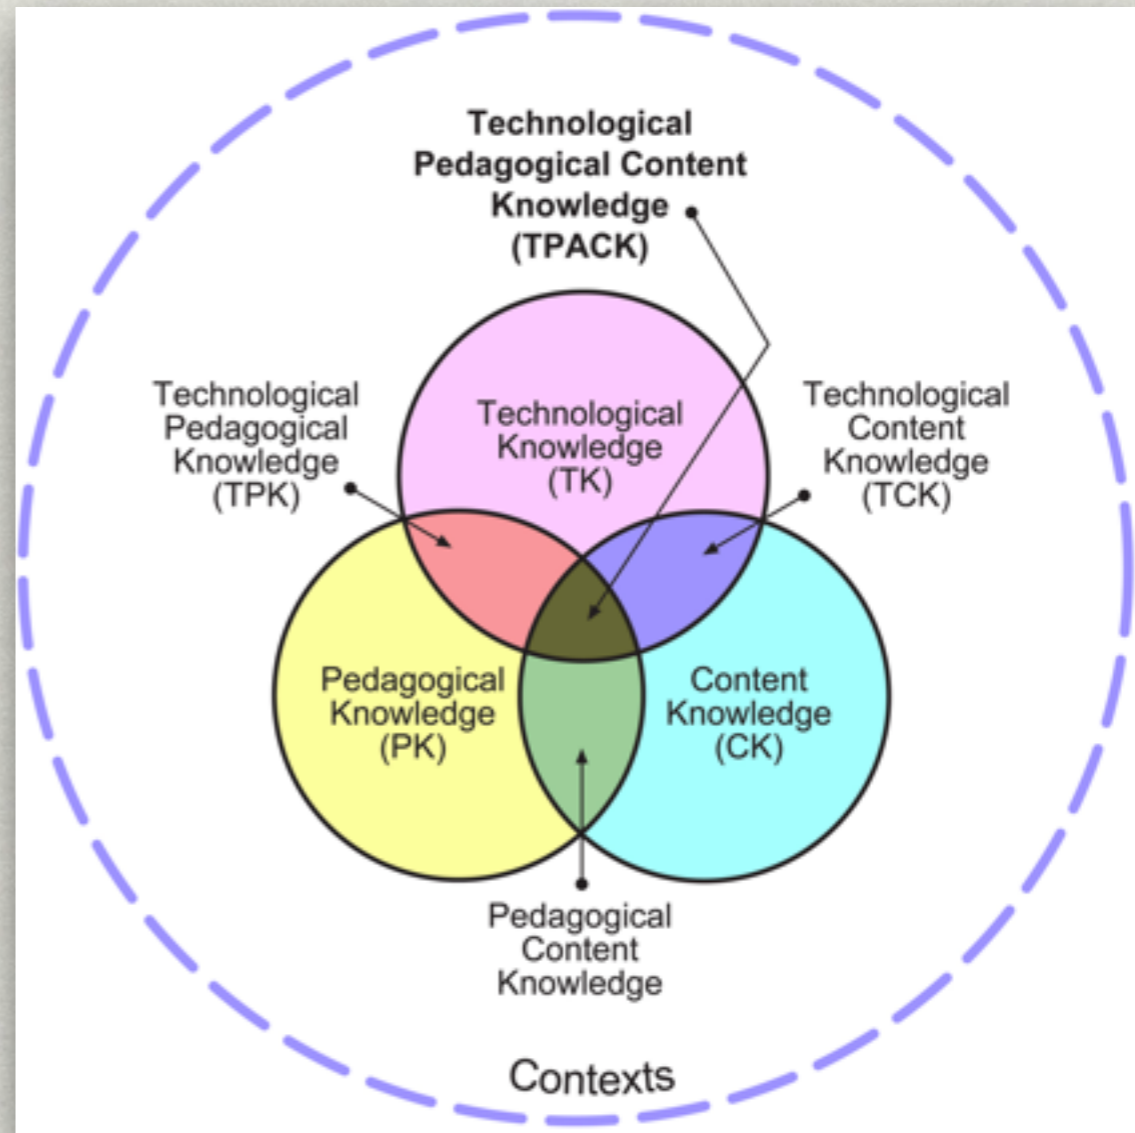 Technological
Pedagogical Content
Knowledge
(TPACK)
Technological
Pedagogical
Knowledge
(TPK)
Technological
Knowledge
(TK)
Technological
Content
Knowledge
(TCK)
Pedagogical
Knowledge
(PK)
Content
Knowledge
(CK)
Pedagogical
Content
Knowledge
Contexts